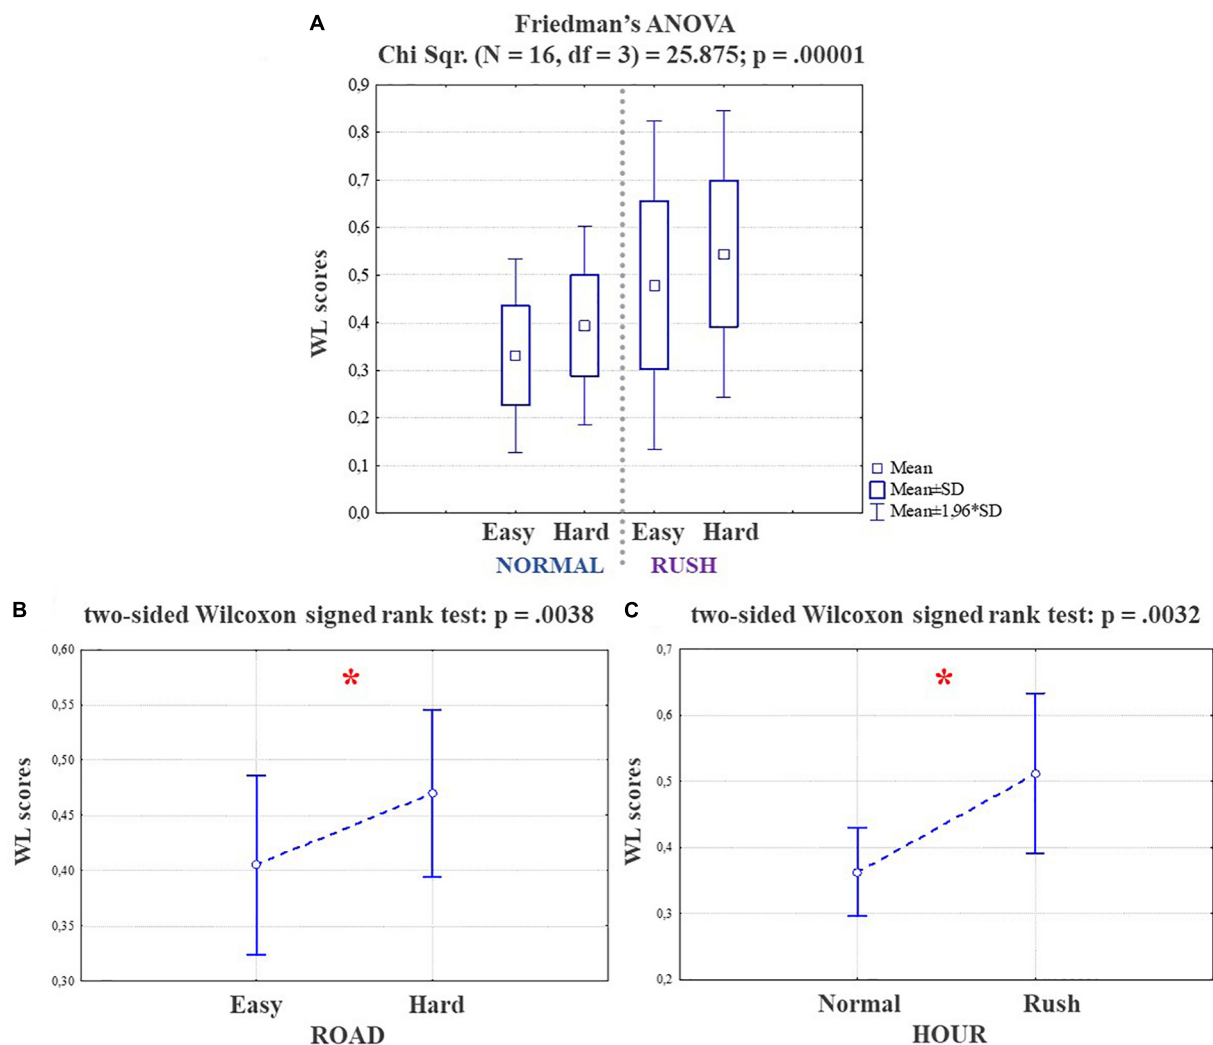 A
Friedman's ANOVA
Chi Sqr. (N = 16, df = 3) = 25.875; p = .00001
WL scores
0,9
0,8
0,7
0,6
0,5
0,4
0,3
0,2
0,1
0,0
Easy Hard Easy Hard
NORMAL RUSH
Mean
Mean±SD
Mean±1,96*SD
B
two-sided Wilcoxon signed rank test: p = .0038
WL scores
0,60
0,55
0,50
0,45
0,40
0,35
0,30
*
Easy Hard
ROAD
C
two-sided Wilcoxon signed rank test: p = .0032
WL scores
0,7
0,6
0,5
0,4
0,3
0,2
*
Normal Rush
HOUR